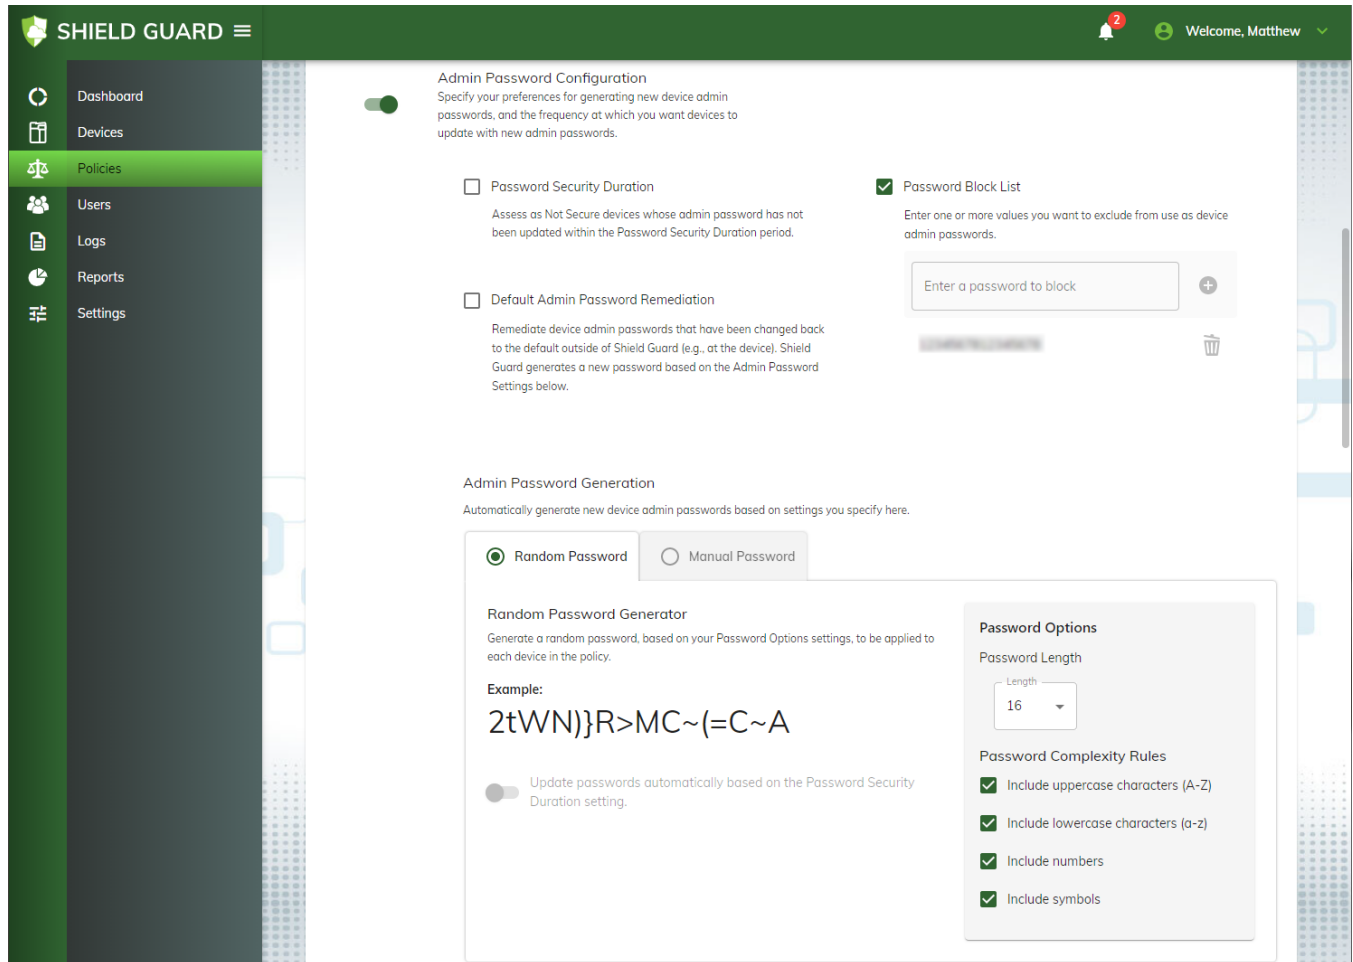 SHIELD GUARD
2
Welcome, Matthew
Dashboard
Devices
Policies
Users
Logs
Reports
Settings
Admin Password Configuration
Specify your preferences for generating new device admin
passwords, and the frequency at which you want devices to
update with new admin passwords.
Password Security Duration
Assess as Not Secure devices whose admin password has not
been updated within the Password Security Duration period.
Default Admin Password Remediation
Remediate device admin passwords that have been changed back
to the default outside of Shield Guard (e.g., at the device). Shield
Guard generates a new password based on the Admin Password
Settings below.
Password Block List
Enter one or more values you want to exclude from use as device
admin passwords.
Enter a password to block
Admin Password Generation
Automatically generate new device admin passwords based on settings you specify here.
Random Password
Manual Password
Random Password Generator
Generate a random password, based on your Password Options settings, to be applied to
each device in the policy.
Example:
2tWN)}R>MC~(=C~A
Update passwords automatically based on the Password Security
Duration setting.
Password Options
Password Length
Length
16
Password Complexity Rules
Include uppercase characters (A-Z)
Include lowercase characters (a-z)
Include numbers
Include symbols